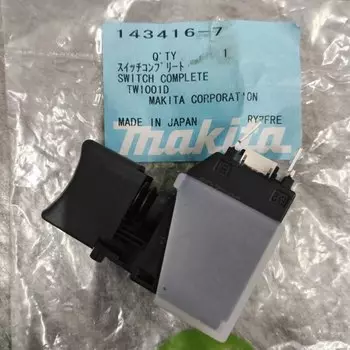 143416-7
Q'TY 1
スイッチコンプリート
SWITCH COMPLETE
TW1001D
MAKITA CORPORATION
MADE IN JAPAN RYPFRE
makita